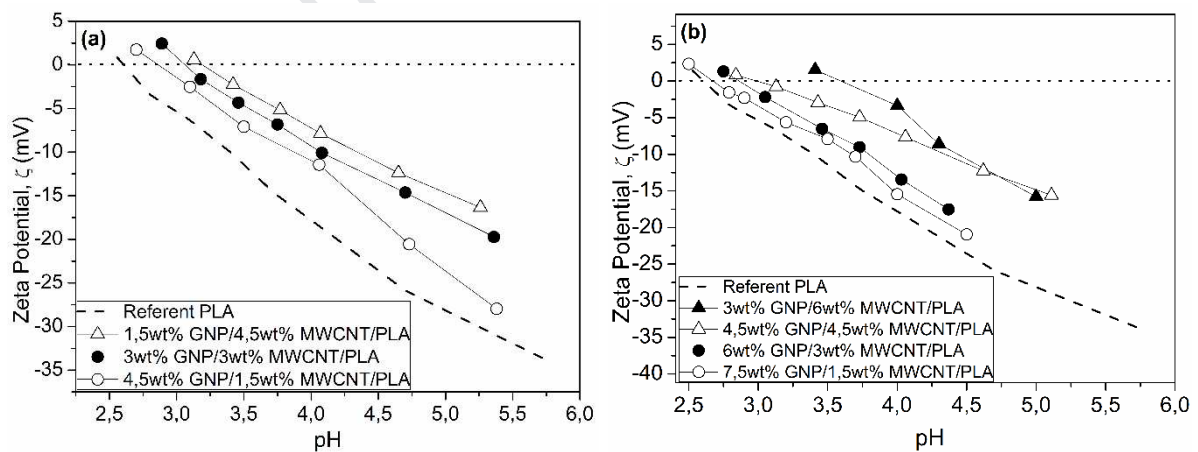 (a)
5
0
-5
-10
-15
-20
-25
-30
-35
Zeta Potential, ζ (mV)
Referent PLA
1,5wt% GNP/4,5wt% MWCNT/PLA
3wt% GNP/3wt% MWCNT/PLA
4,5wt% GNP/1,5wt% MWCNT/PLA
2,5 3,0 3,5 4,0 4,5 5,0 5,5 6,0
pH
(b)
5
0
-5
-10
-15
-20
-25
-30
-35
-40
Zeta Potential, ζ (mV)
Referent PLA
3wt% GNP/6wt% MWCNT/PLA
4,5wt% GNP/4,5wt% MWCNT/PLA
6wt% GNP/3wt% MWCNT/PLA
7,5wt% GNP/1,5wt% MWCNT/PLA
2,5 3,0 3,5 4,0 4,5 5,0 5,5 6,0
pH